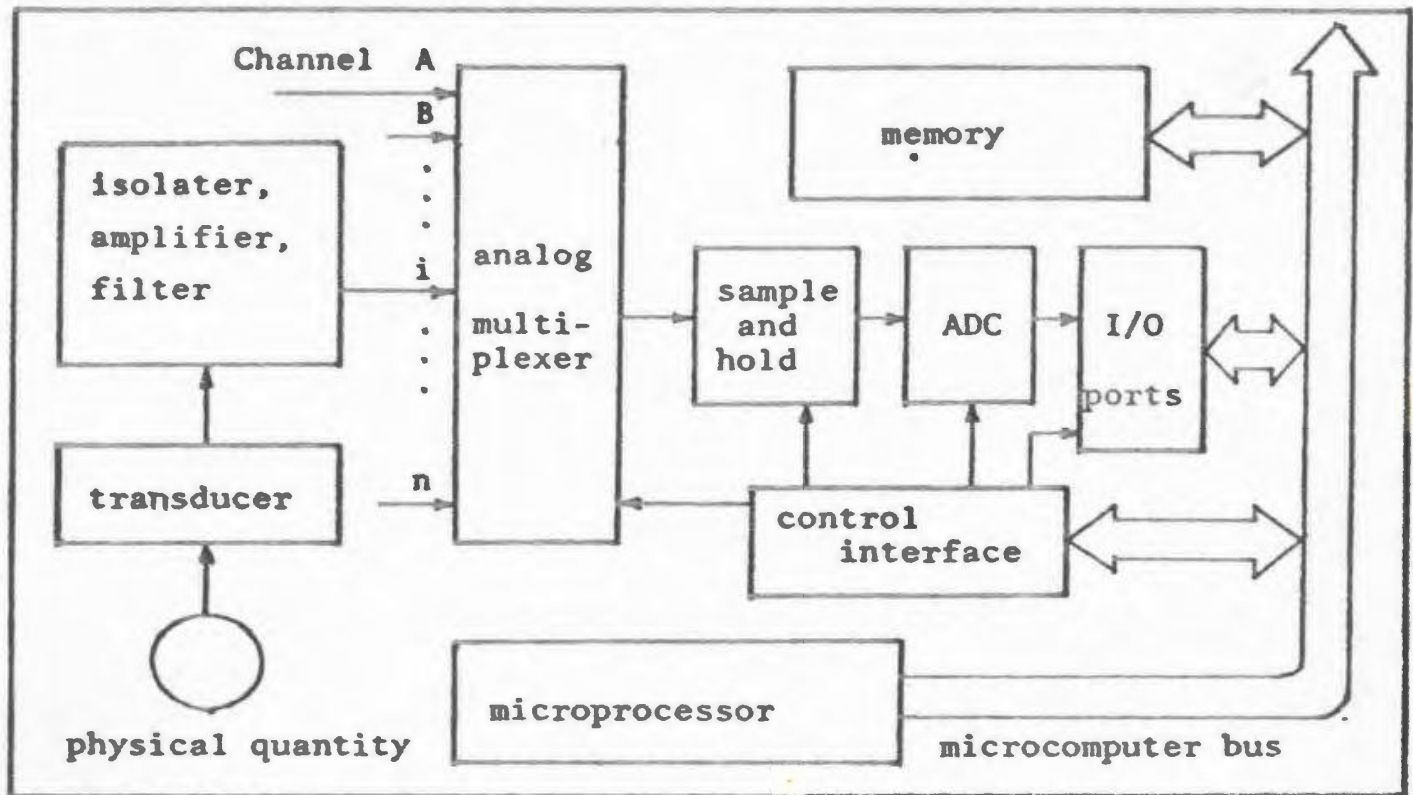 Channel A
B
isolater,
amplifier,
filter
i
n
transducer
physical quantity
analog
multi-
plexer
sample
and
hold
ADC
I/O
ports
memory
control
interface
microprocessor
microcomputer bus